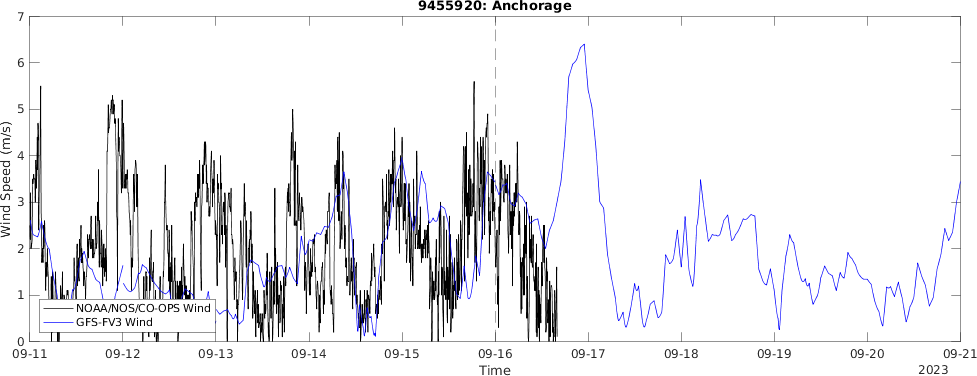 9455920: Anchorage
7
6
5
4
3
2
1
0
Wind Speed (m/s)
NOAA/NOS/CO-OPS Wind
GFS-FV3 Wind
09-11 09-12 09-13 09-14 09-15 09-16 09-17 09-18 09-19 09-20 09-21
Time
2023